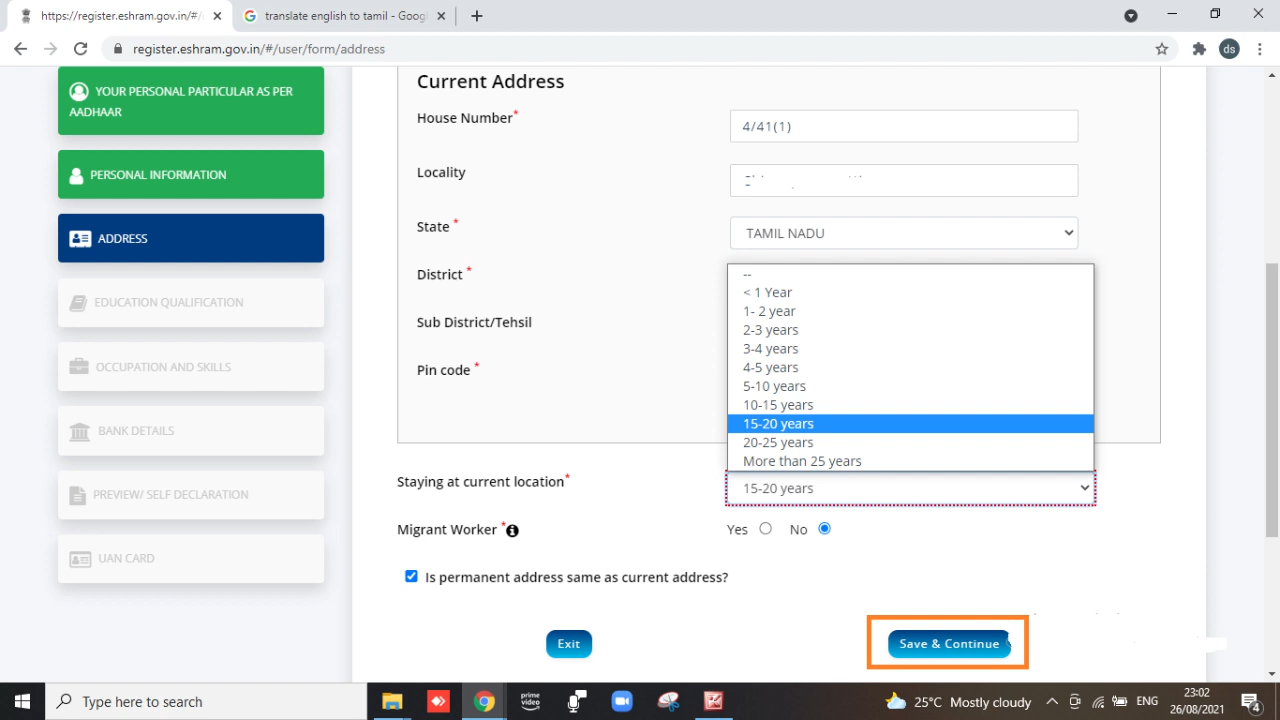 https://register.eshram.gov.in/#/
translate english to tamil - Goog
register.eshram.gov.in/#/user/form/address
ds
YOUR PERSONAL PARTICULAR AS PER
AADHAAR
PERSONAL INFORMATION
ADDRESS
EDUCATION QUALIFICATION
OCCUPATION AND SKILLS
BANK DETAILS
PREVIEW/ SELF DECLARATION
UAN CARD
Current Address
House Number*
4/41(1)
Locality
State *
TAMIL NADU
District *
Sub District/Tehsil
Pin code *
--
< 1 Year
1- 2 year
2-3 years
3-4 years
4-5 years
5-10 years
10-15 years
15-20 years
20-25 years
More than 25 years
Staying at current location*
15-20 years
Migrant Worker *
Yes No
Is permanent address same as current address?
Exit
Save & Continue
Type here to search
prime
video
25°C Mostly cloudy
ENG
23:02
26/08/2021
4